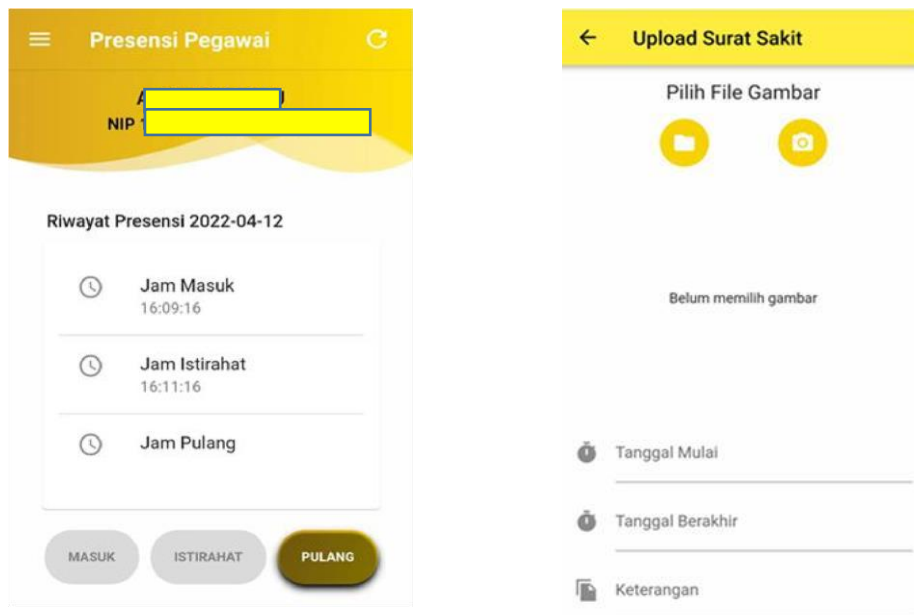 Presensi Pegawai
NIP
Riwayat Presensi 2022-04-12
Jam Masuk
16:09:16
Jam Istirahat
16:11:16
Jam Pulang
MASUK
ISTIRAHAT
PULANG
Upload Surat Sakit
Pilih File Gambar
Belum memilih gambar
Tanggal Mulai
Tanggal Berakhir
Keterangan